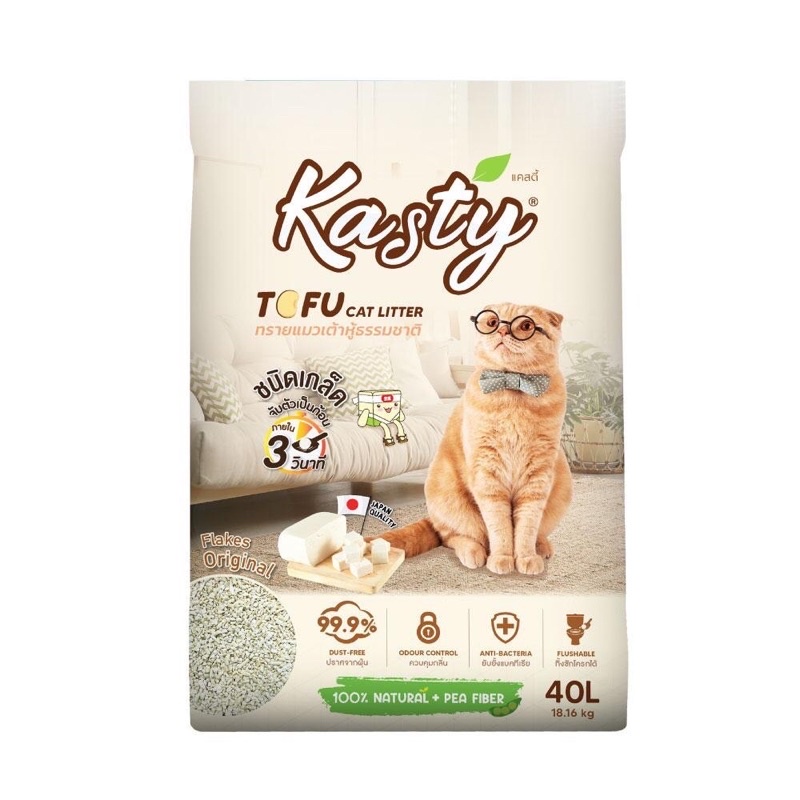 แคสตี้
Kasty®
TOFU CAT LITTER
ทรายแมวเต้าหู้ธรรมชาติ
ชนิดเกล็ด
จับตัวเป็นก้อน
ภายใน
3 วินาที
JAPAN
QUALITY
Flakes
Original
99.9%
DUST-FREE
ปราศจากฝุ่น
ODOUR CONTROL
ควบคุมกลิ่น
ANTI-BACTERIA
ยับยั้งแบคทีเรีย
FLUSHABLE
ทิ้งชักโครกได้
100% NATURAL + PEA FIBER
40L
18.16 kg